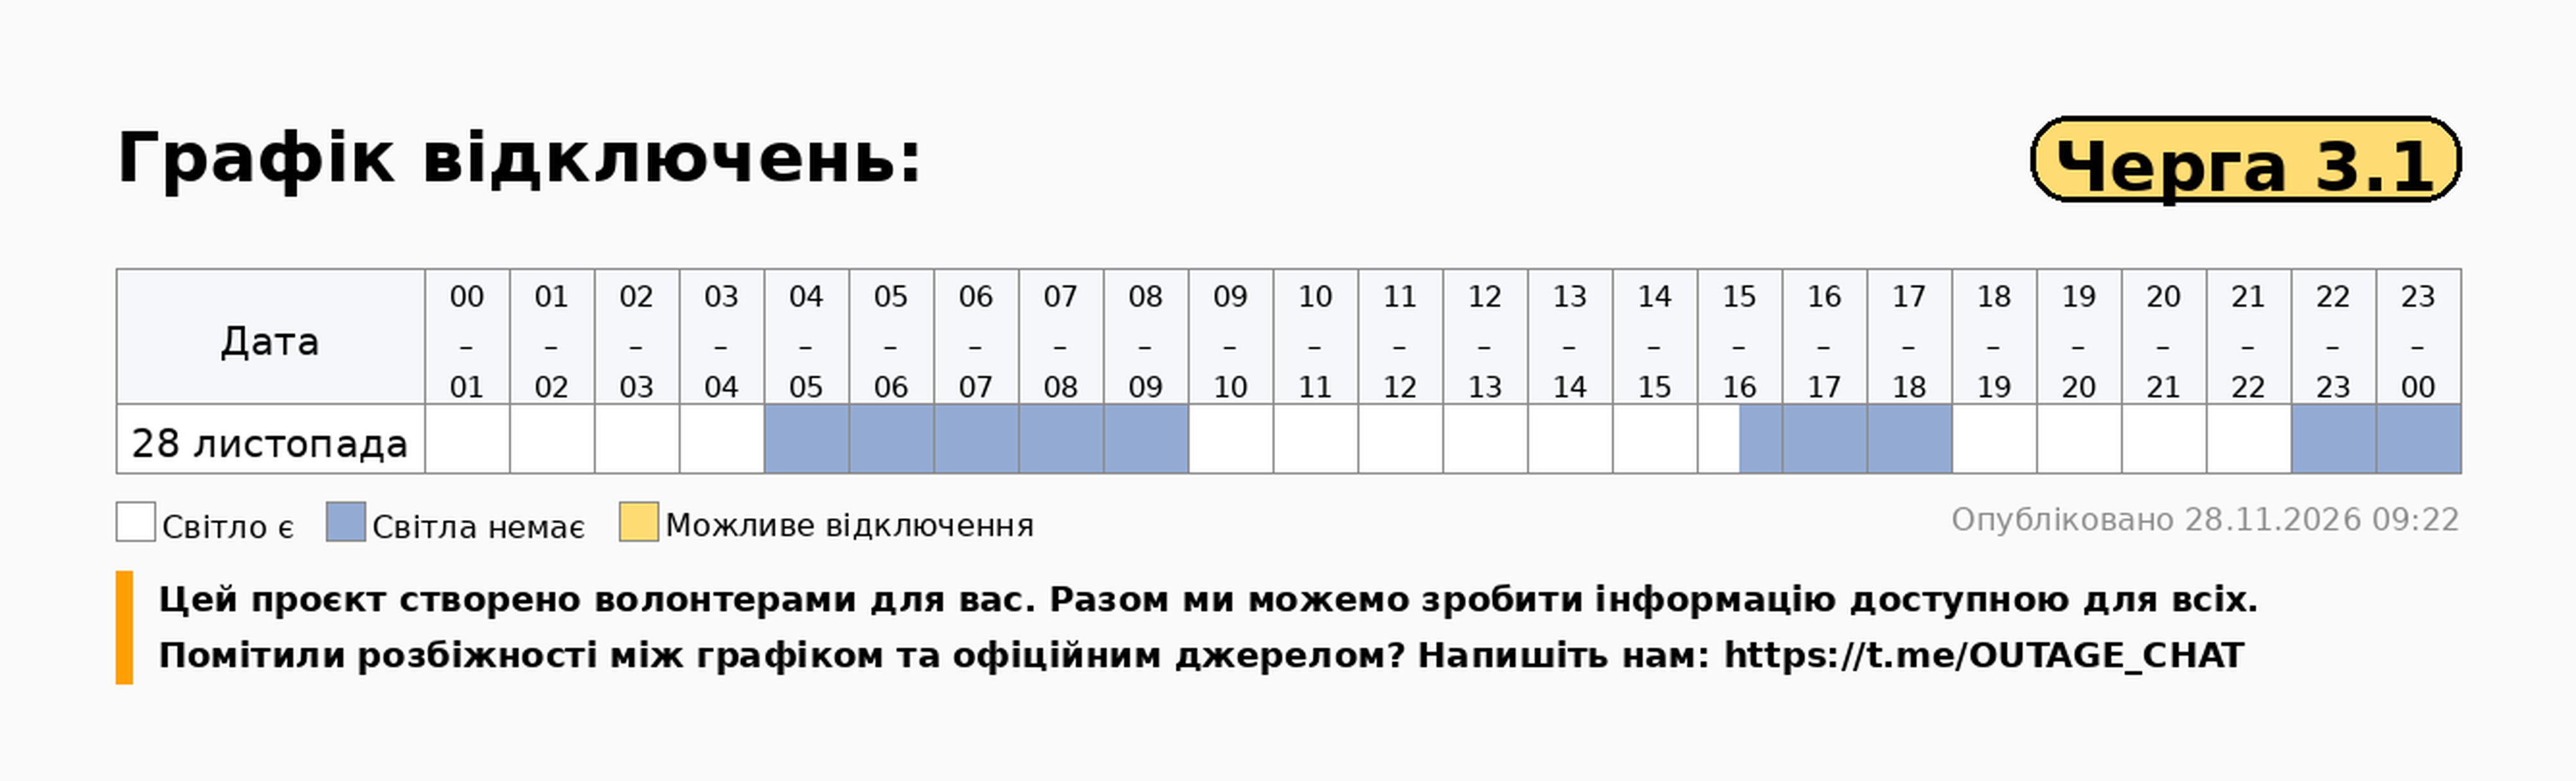 Графік відключень:
Черга 3.1
Дата 00 – 01 01 – 02 02 – 03 03 – 04 04 – 05 05 – 06 06 – 07 07 – 08 08 – 09 09 – 10 10 – 11 11 – 12 12 – 13 13 – 14 14 – 15 15 – 16 16 – 17 17 – 18 18 – 19 19 – 20 20 – 21 21 – 22 22 – 23 23 – 00
28 листопада
Світло є Світла немає Можливе відключення
Опубліковано 28.11.2026 09:22
Цей проєкт створено волонтерами для вас. Разом ми можемо зробити інформацію доступною для всіх.
Помітили розбіжності між графіком та офіційним джерелом? Напишіть нам: https://t.me/OUTAGE_CHAT